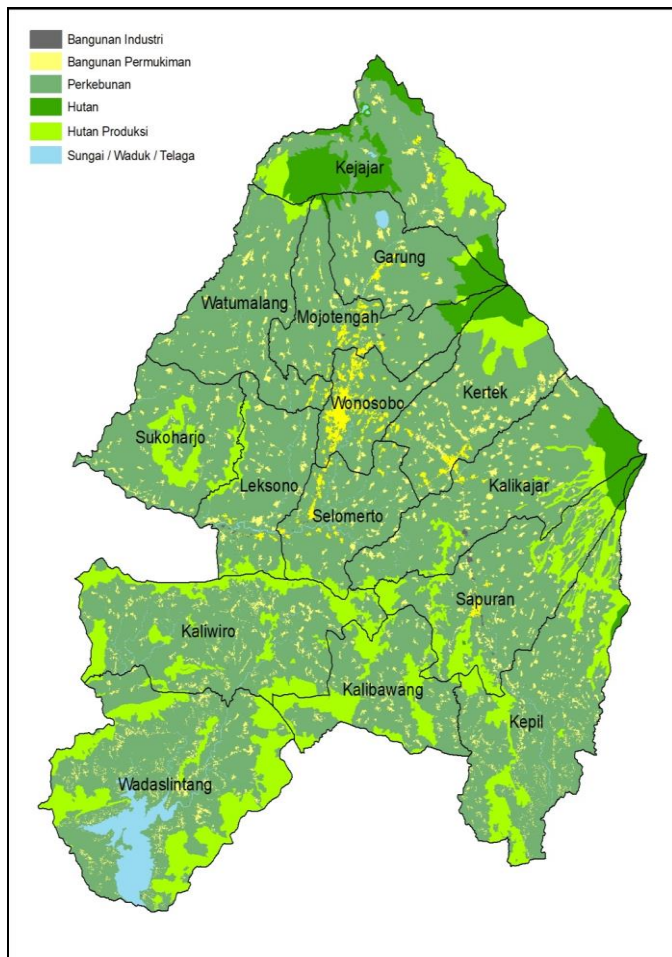 Bangunan Industri
Bangunan Permukiman
Perkebunan
Hutan
Hutan Produksi
Sungai / Waduk / Telaga
Kejajar
Garung
Watumalang
Mojotengah
Wonosobo
Kertek
Sukoharjo
Leksono
Kalikajar
Selomerto
Sapuran
Kaliwiro
Kalibawang
Kepil
Wadaslintang